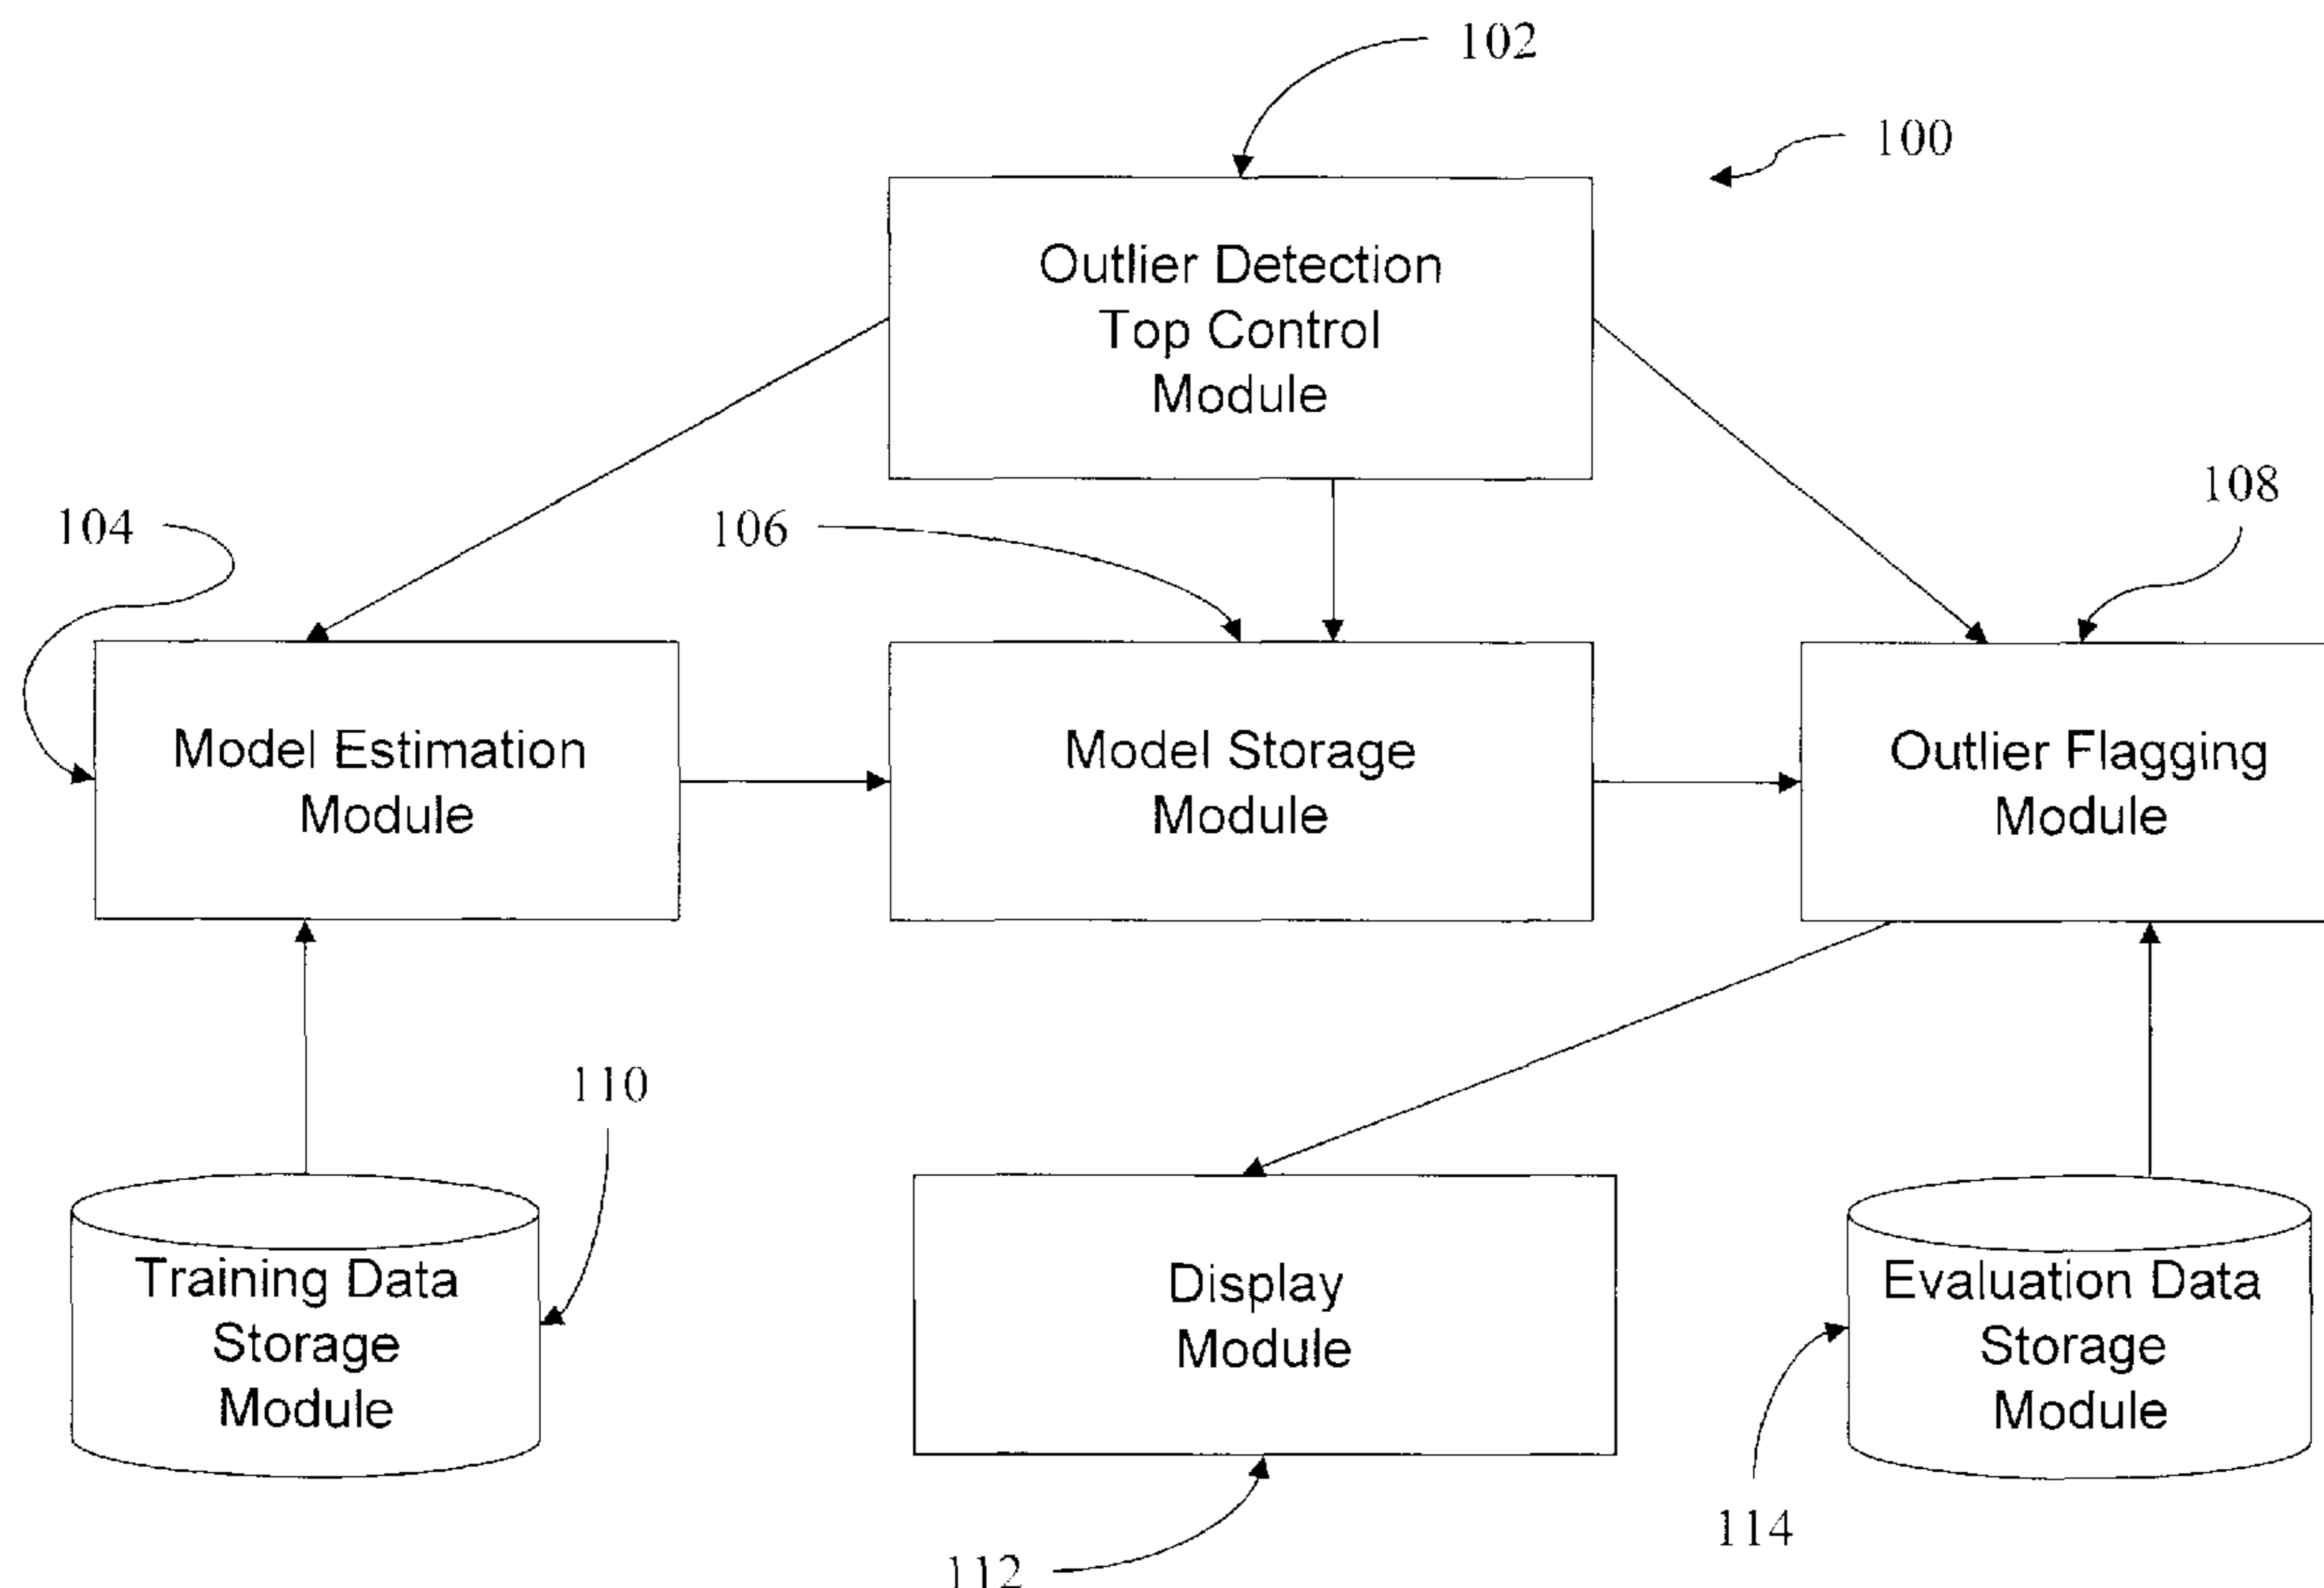 102
100
Outlier Detection
Top Control
Module
104
106
108
Model Estimation
Module
Model Storage
Module
Outlier Flagging
Module
110
Training Data
Storage
Module
Display
Module
Evaluation Data
Storage
Module
112
114